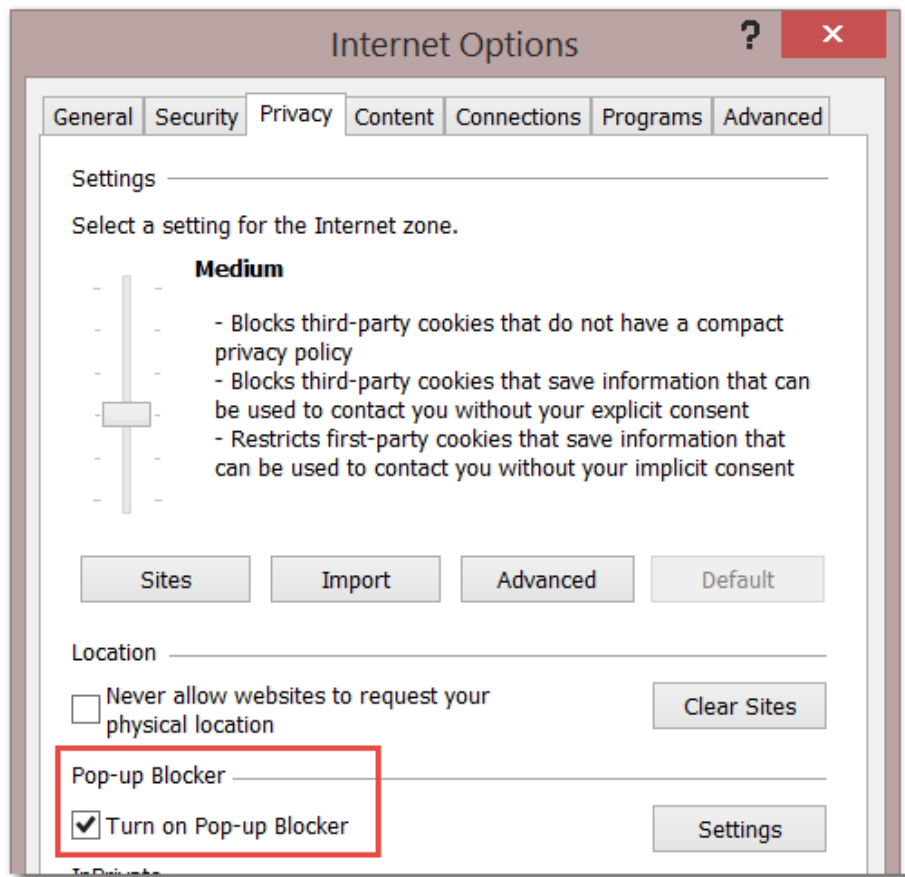 Internet Options ?
General Security Privacy Content Connections Programs Advanced
Settings
Select a setting for the Internet zone.
Medium
- Blocks third-party cookies that do not have a compact
privacy policy
- Blocks third-party cookies that save information that can
be used to contact you without your explicit consent
- Restricts first-party cookies that save information that
can be used to contact you without your implicit consent
Sites Import Advanced Default
Location
Never allow websites to request your
physical location
Clear Sites
Pop-up Blocker
Turn on Pop-up Blocker
Settings